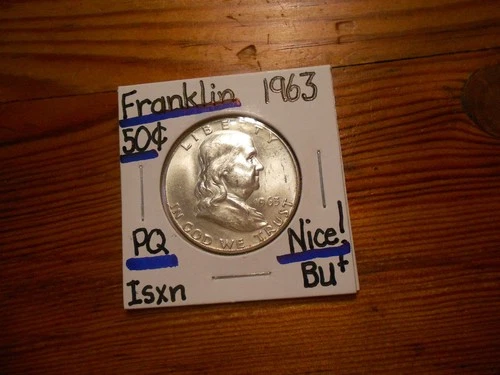 Franklin 1963
50¢
LIBERTY
1963
IN GOD WE TRUST
PQ
Nice!
Isxn
Bu+